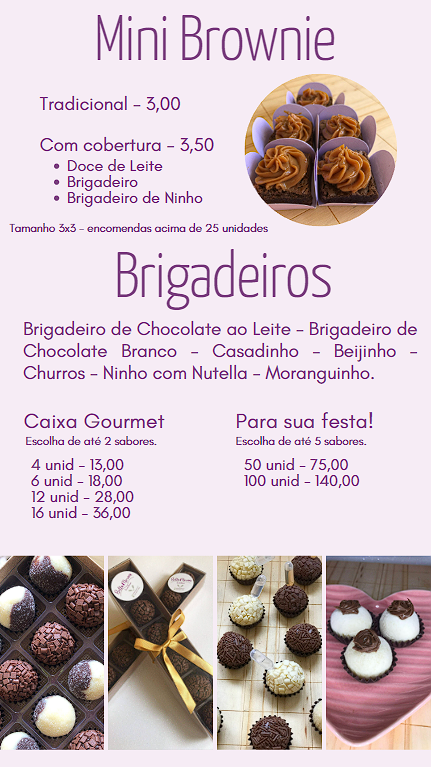 Mini Brownie
Tradicional - 3,00
Com cobertura - 3,50
• Doce de Leite
• Brigadeiro
• Brigadeiro de Ninho
Tamanho 3x3 - encomendas acima de 25 unidades
Brigadeiros
Brigadeiro de Chocolate ao Leite - Brigadeiro de
Chocolate Branco - Casadinho - Beijinho -
Churros - Ninho com Nutella - Moranguinho.
Caixa Gourmet
Escolha de até 2 sabores.
4 unid - 13,00
6 unid - 18,00
12 unid - 28,00
16 unid - 36,00
Para sua festa!
Escolha de até 5 sabores.
50 unid - 75,00
100 unid - 140,00